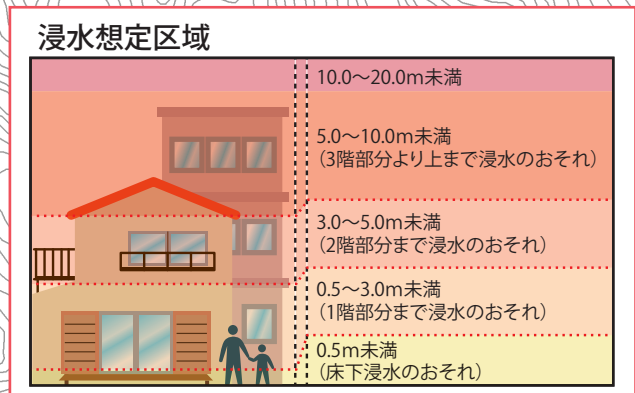 浸水想定区域
10.0～20.0m未満
5.0～10.0m未満
（3階部分より上まで浸水のおそれ）
3.0～5.0m未満
（2階部分まで浸水のおそれ）
0.5～3.0m未満
（1階部分まで浸水のおそれ）
0.5m未満
（床下浸水のおそれ）